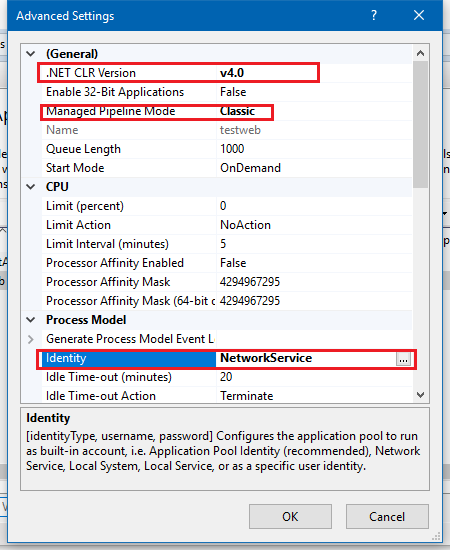 Advanced Settings ? ×
(General)
.NET CLR Version v4.0
Enable 32-Bit Applications False
Managed Pipeline Mode Classic
Name testweb
Queue Length 1000
Start Mode OnDemand
CPU
Limit (percent) 0
Limit Action NoAction
Limit Interval (minutes) 5
Processor Affinity Enabled False
Processor Affinity Mask 4294967295
Processor Affinity Mask (64-bit o 4294967295
Process Model
Generate Process Model Event L
Identity NetworkService ...
Idle Time-out (minutes) 20
Idle Time-out Action Terminate
Identity
[identityType, username, password] Configures the application pool to run
as built-in account, i.e. Application Pool Identity (recommended), Network
Service, Local System, Local Service, or as a specific user identity.
OK Cancel